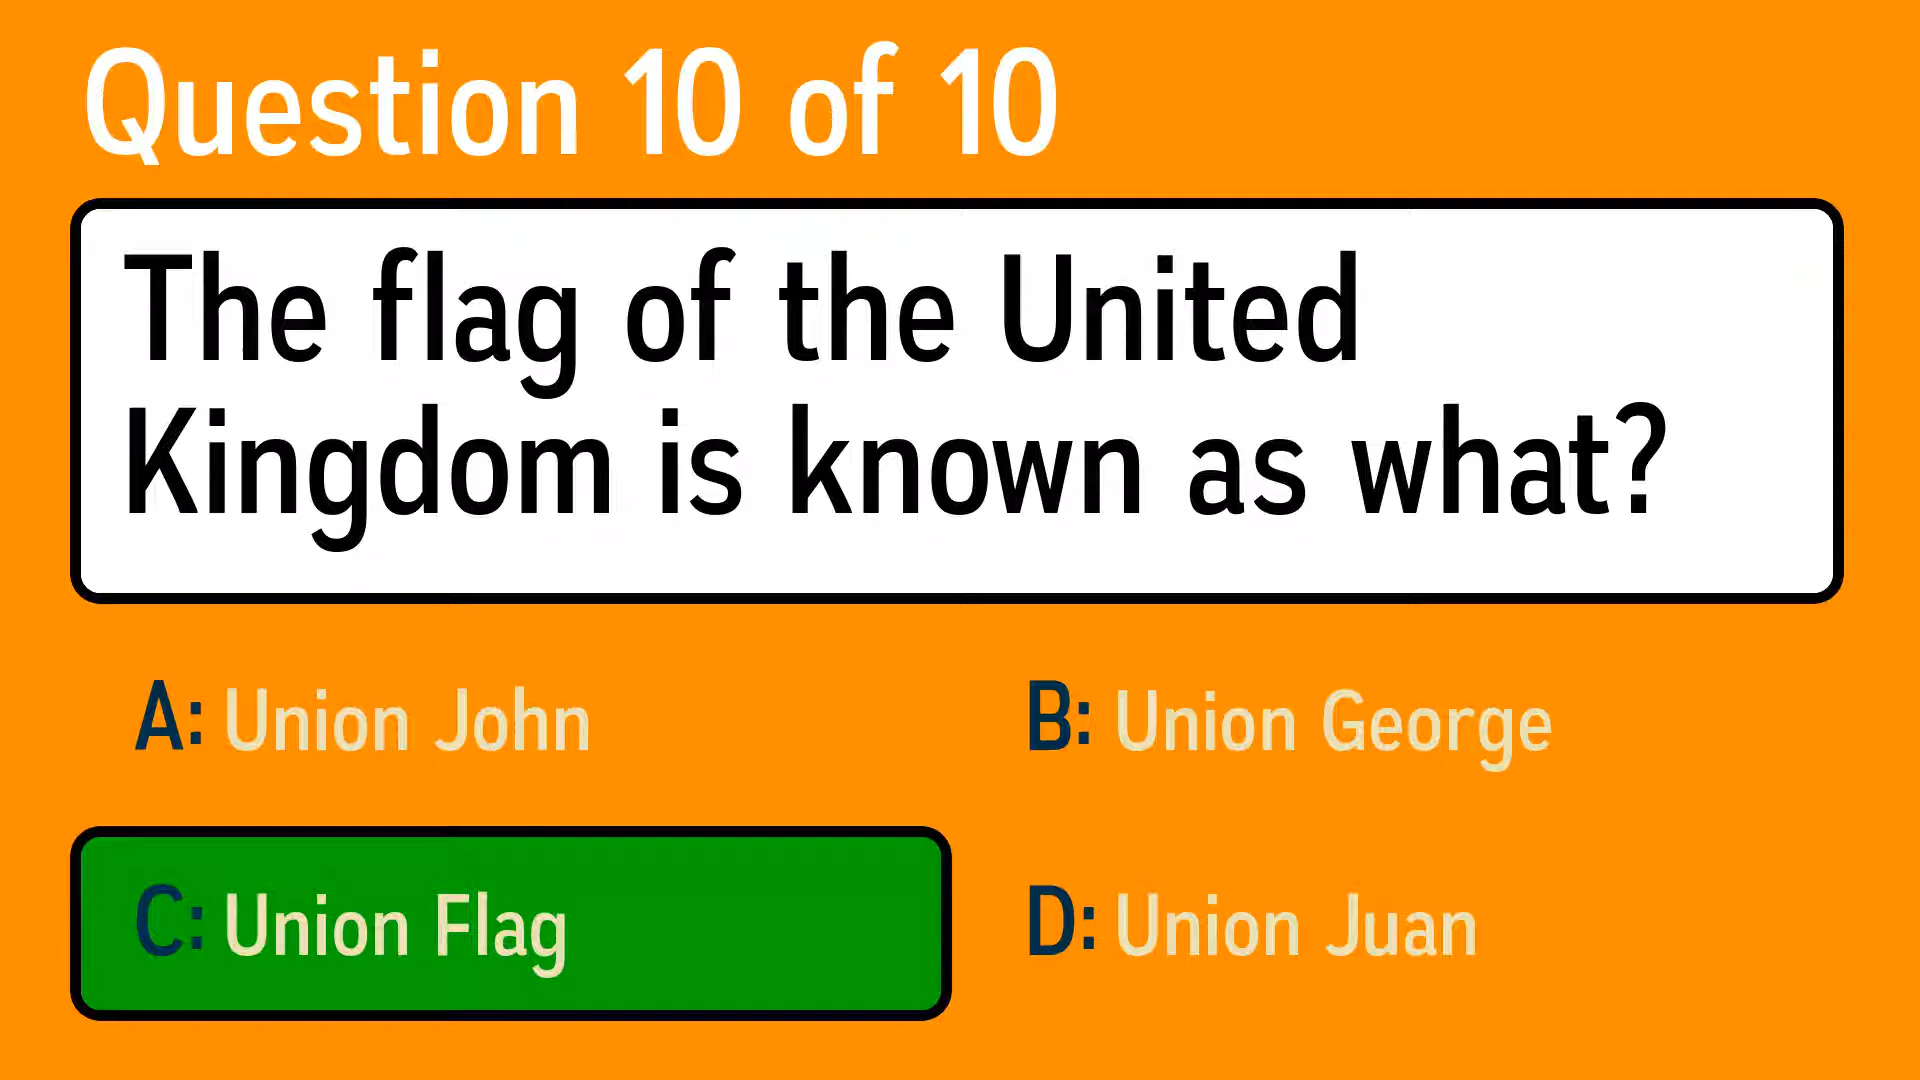 Question 10 of 10
The flag of the United
Kingdom is known as what?
A: Union John
B: Union George
C: Union Flag
D: Union Juan